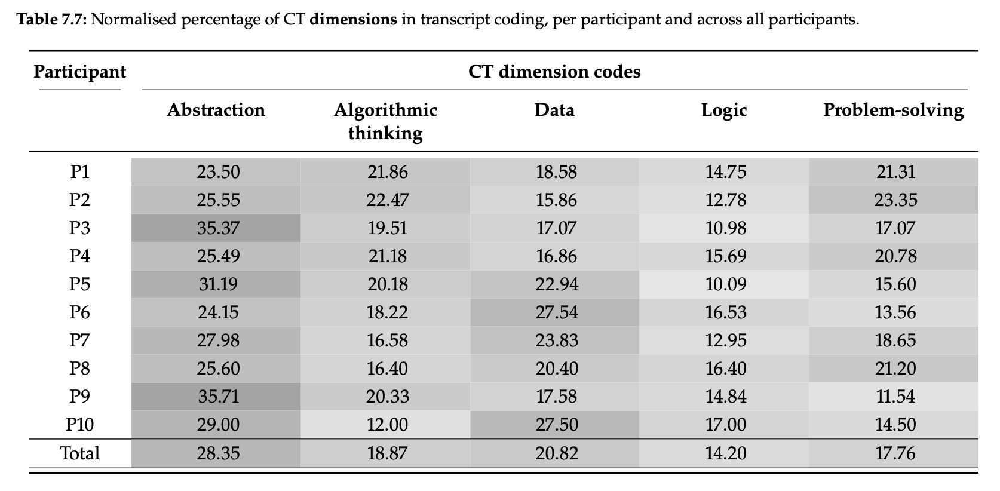 Table 7.7: Normalised percentage of CT dimensions in transcript coding, per participant and across all participants.
Participant CT dimension codes
Abstraction Algorithmic thinking Data Logic Problem-solving
P1 23.50 21.86 18.58 14.75 21.31
P2 25.55 22.47 15.86 12.78 23.35
P3 35.37 19.51 17.07 10.98 17.07
P4 25.49 21.18 16.86 15.69 20.78
P5 31.19 20.18 22.94 10.09 15.60
P6 24.15 18.22 27.54 16.53 13.56
P7 27.98 16.58 23.83 12.95 18.65
P8 25.60 16.40 20.40 16.40 21.20
P9 35.71 20.33 17.58 14.84 11.54
P10 29.00 12.00 27.50 17.00 14.50
Total 28.35 18.87 20.82 14.20 17.76